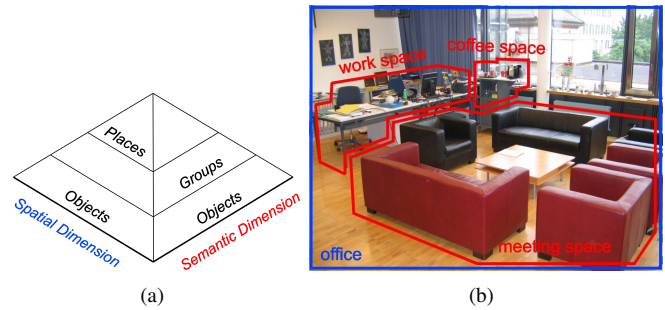 Places
Groups
Objects
Objects
Spatial Dimension
Semantic Dimension
(a)
work space
coffee space
meeting space
office
(b)